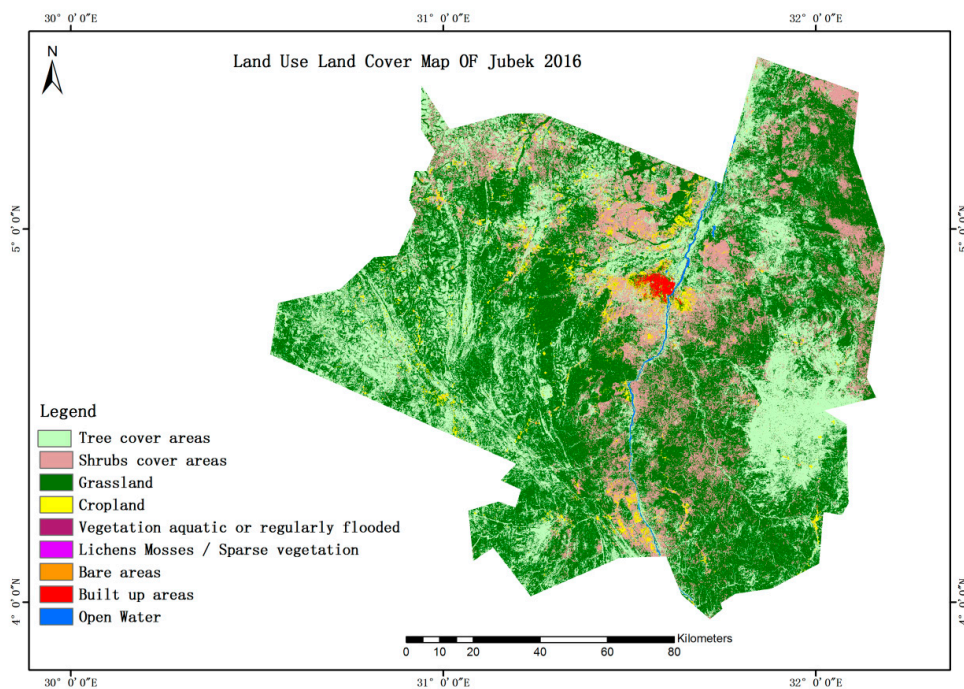 30° 0′0″E 31° 0′0″E 32° 0′0″E
N
Land Use Land Cover Map OF Jubek 2016
5° 0′0″N 5° 0′0″N
Legend
Tree cover areas
Shrubs cover areas
Grassland
Cropland
Vegetation aquatic or regularly flooded
Lichens Mosses / Sparse vegetation
Bare areas
Built up areas
Open Water
4° 0′0″N 4° 0′0″N
Kilometers
0 10 20 40 60 80
30° 0′0″E 31° 0′0″E 32° 0′0″E